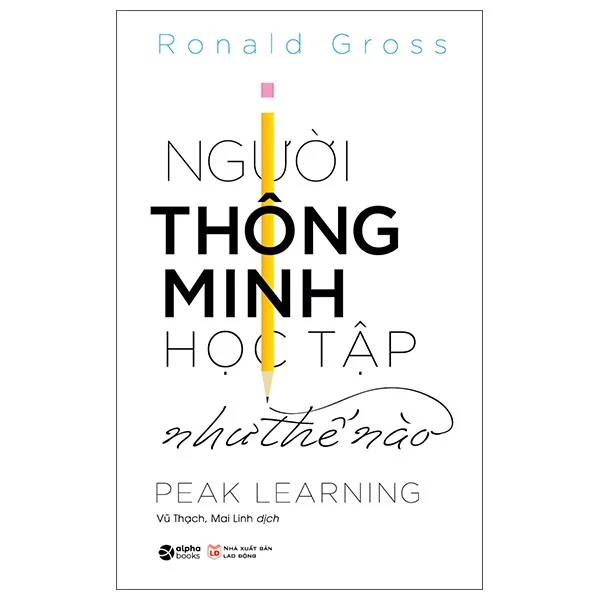 Ronald Gross
NGƯỜI
THÔNG
MINH
HỌC TẬP
như thế nào
PEAK LEARNING
Vũ Thạch, Mai Linh dịch
alpha
books
LĐ
NHÀ XUẤT BẢN
LAO ĐỘNG